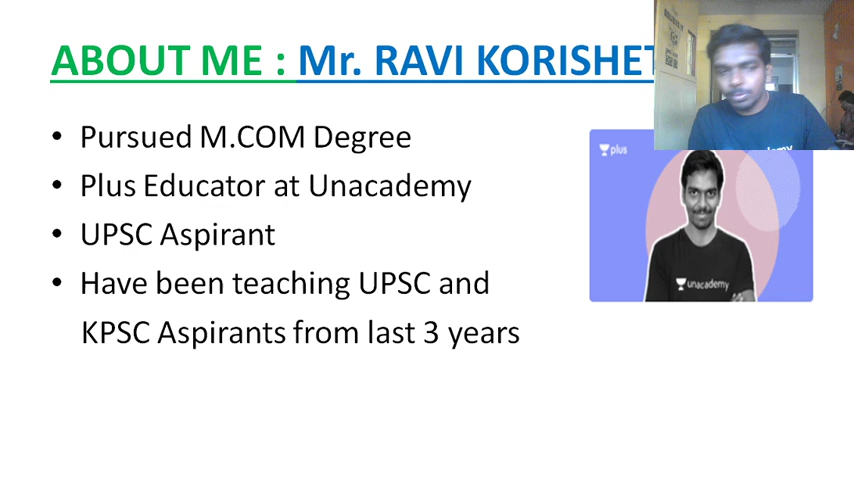 ABOUT ME : Mr. RAVI KORISHET
• Pursued M.COM Degree
• Plus Educator at Unacademy
• UPSC Aspirant
• Have been teaching UPSC and
KPSC Aspirants from last 3 years
plus
unacademy